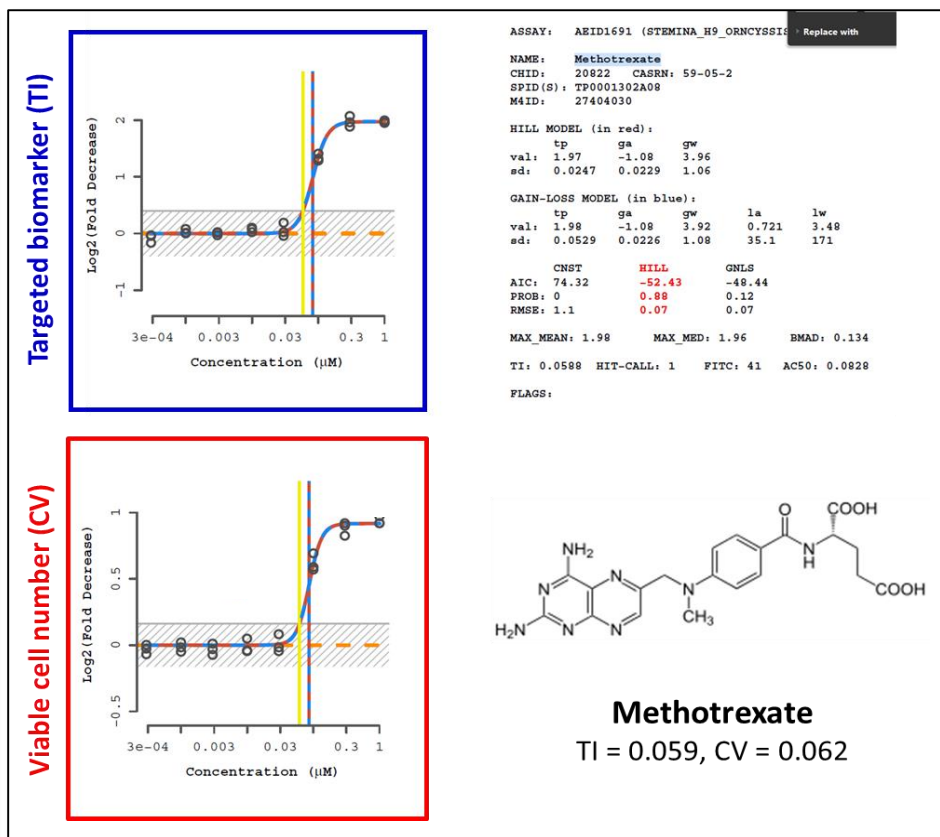 Targeted biomarker (TI)
Log2(Fold Decrease)
2
1
0
-1
3e-04
0.003
0.03
0.3
1
Concentration (µM)
ASSAY: AEID1691 (STEMINA_H9_ORNCYSSIS
Replace with
NAME: Methotrexate
CHID: 20822 CASRN: 59-05-2
SPID(S): TP0001302A08
M4ID: 27404030
HILL MODEL (in red):
tp ga gw
val: 1.97 -1.08 3.96
sd: 0.0247 0.0229 1.06
GAIN-LOSS MODEL (in blue):
tp ga gw la lw
val: 1.98 -1.08 3.92 0.721 3.48
sd: 0.0529 0.0226 1.08 35.1 171
CNST HILL GNLS
AIC: 74.32 -52.43 -48.44
PROB: 0 0.88 0.12
RMSE: 1.1 0.07 0.07
MAX_MEAN: 1.98 MAX_MED: 1.96 BMAD: 0.134
TI: 0.0588 HIT-CALL: 1 FITC: 41 AC50: 0.0828
FLAGS:
Viable cell number (CV)
Log2(Fold Decrease)
1
0.5
0
-0.5
3e-04
0.003
0.03
0.3
1
Concentration (µM)
NH2
N
N
H2N
N
N
N
CH3
O
N
H
COOH
COOH
Methotrexate
TI = 0.059, CV = 0.062